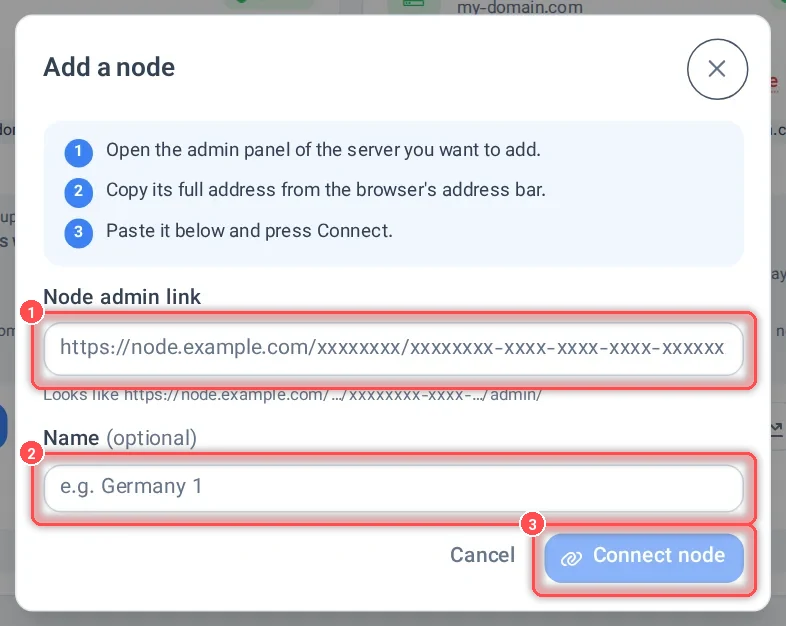 my-domain.com
Add a node
1 Open the admin panel of the server you want to add.
2 Copy its full address from the browser's address bar.
3 Paste it below and press Connect.
Node admin link
1
https://node.example.com/xxxxxxxx/xxxxxxxx-xxxx-xxxx-xxxx-xxxxxx
Looks like https://node.example.com/…/xxxxxxxx-xxxx-…/admin/
Name (optional)
2
e.g. Germany 1
3
Cancel
Connect node